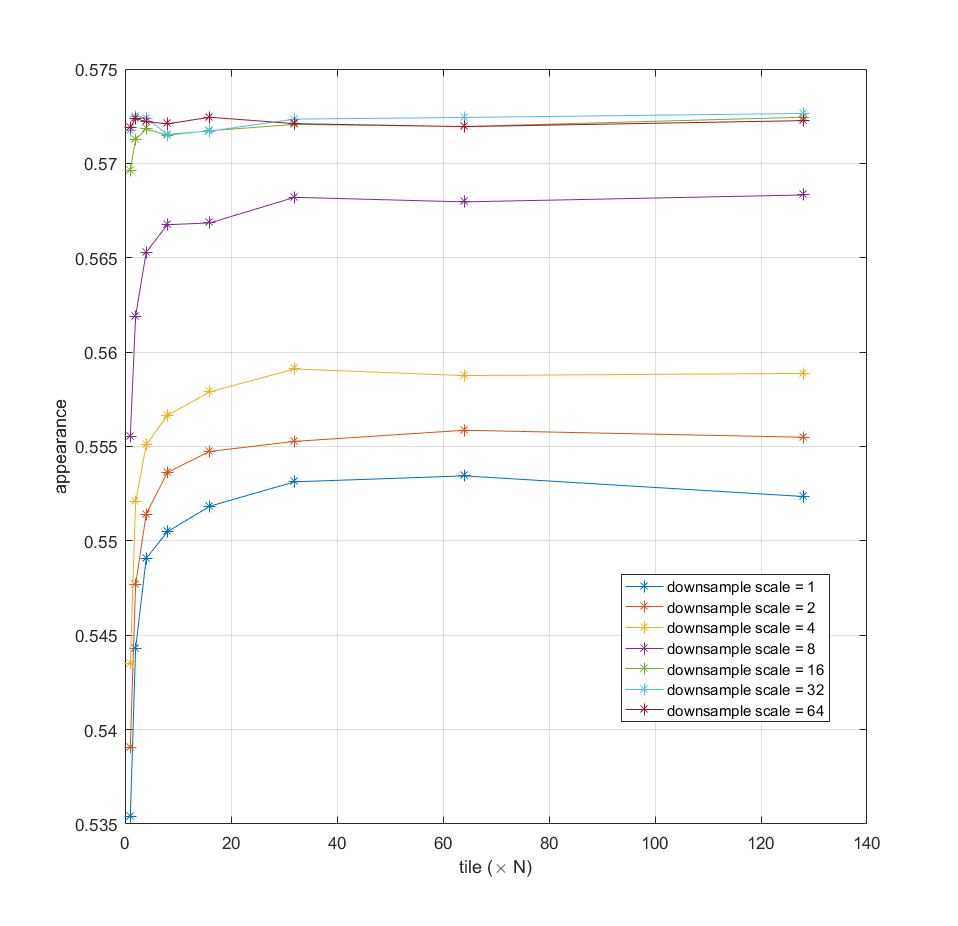 0.575
0.57
0.565
0.56
0.555
0.55
0.545
0.54
0.535
appearance
0 20 40 60 80 100 120 140
tile (× N)
downsample scale = 1
downsample scale = 2
downsample scale = 4
downsample scale = 8
downsample scale = 16
downsample scale = 32
downsample scale = 64